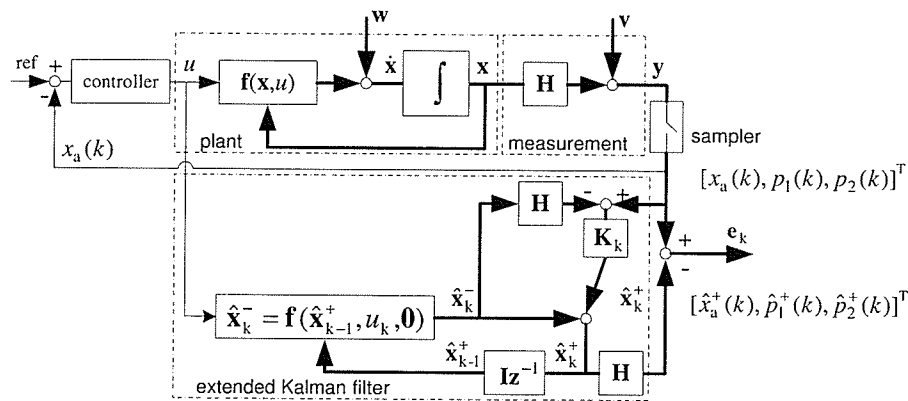 w
v
ref
+
-
controller
u
f(x,u)
ẋ
∫
x
H
y
plant
measurement
sampler
xₐ(k)
[xₐ(k), p₁(k), p₂(k)]ᵀ
H
-
+
Kₖ
+
-
eₖ
x̂ₖ⁻
x̂ₖ⁺
[x̂ₐ⁺(k), p̂₁⁺(k), p̂₂⁺(k)]ᵀ
x̂ₖ⁻ = f(x̂ₖ₋₁⁺, uₖ, 0)
x̂ₖ₋₁⁺
Iz⁻¹
x̂ₖ⁺
H
extended Kalman filter